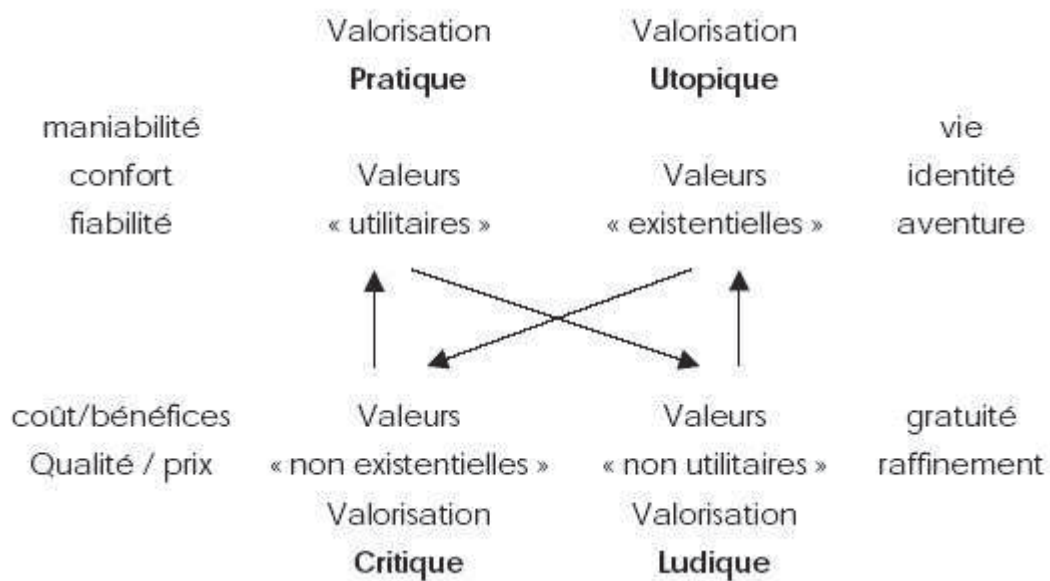 Valorisation Valorisation
Pratique Utopique
maniabilité vie
confort Valeurs Valeurs identité
fiabilité « utilitaires » « existentielles » aventure
coût/bénéfices Valeurs Valeurs gratuité
Qualité / prix « non existentielles » « non utilitaires » raffinement
Valorisation Valorisation
Critique Ludique